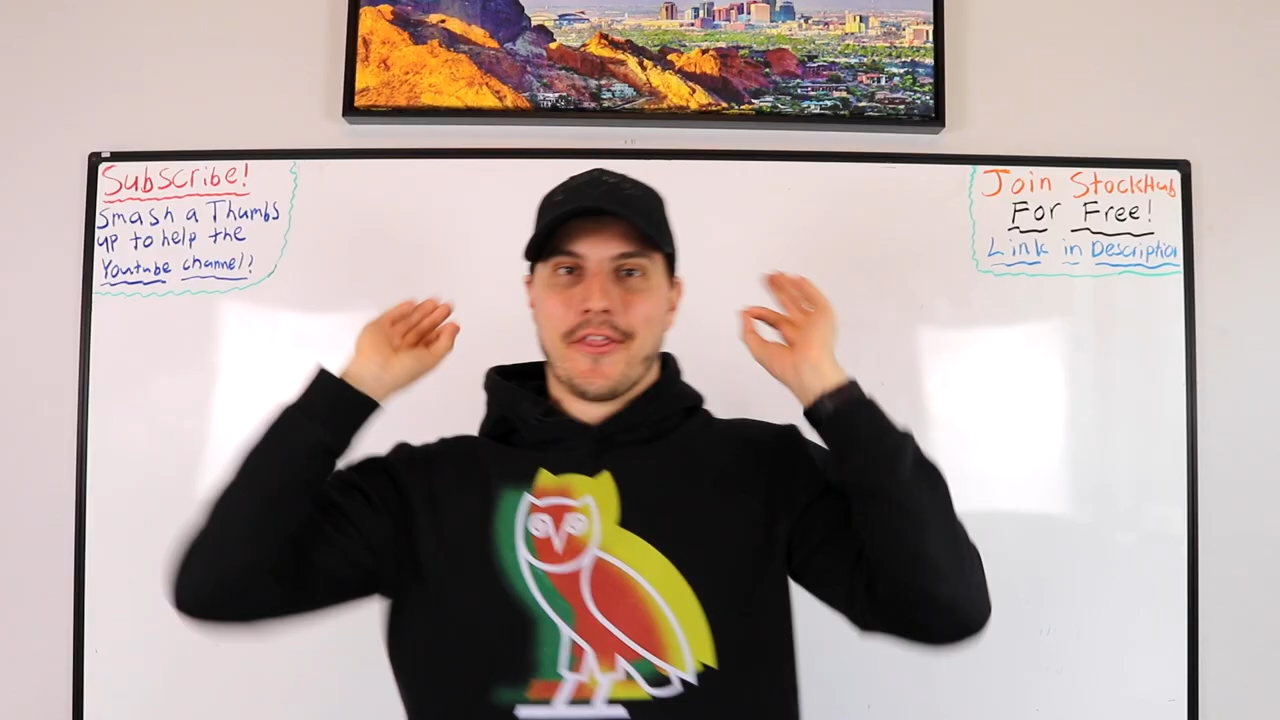 Subscribe!
Smash a Thumbs
up to help the
Youtube channel!
Join StockHub
For Free!
Link in Description